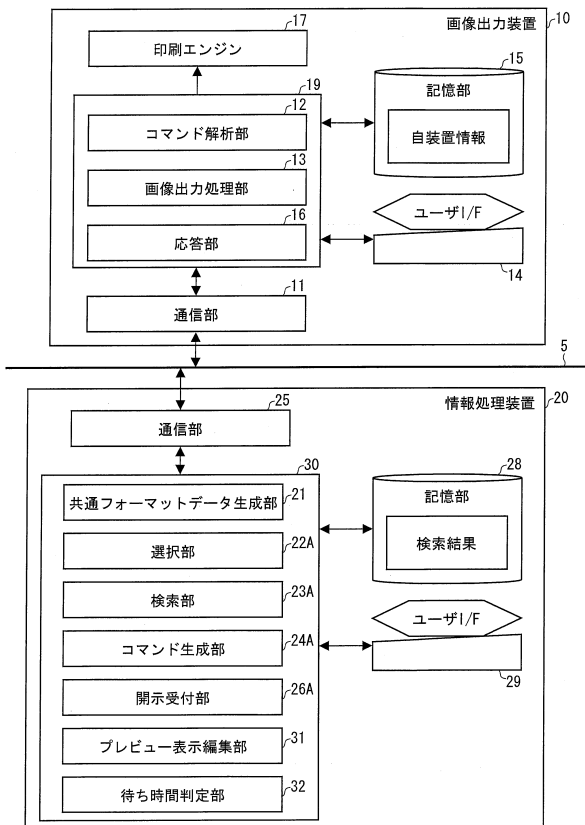 画像出力装置
10
17
印刷エンジン
19
12
コマンド解析部
13
画像出力処理部
16
応答部
15
記憶部
自装置情報
ユーザI/F
14
11
通信部
5
情報処理装置
20
25
通信部
30
21
共通フォーマットデータ生成部
22A
選択部
23A
検索部
24A
コマンド生成部
26A
開示受付部
31
プレビュー表示編集部
32
待ち時間判定部
28
記憶部
検索結果
ユーザI/F
29